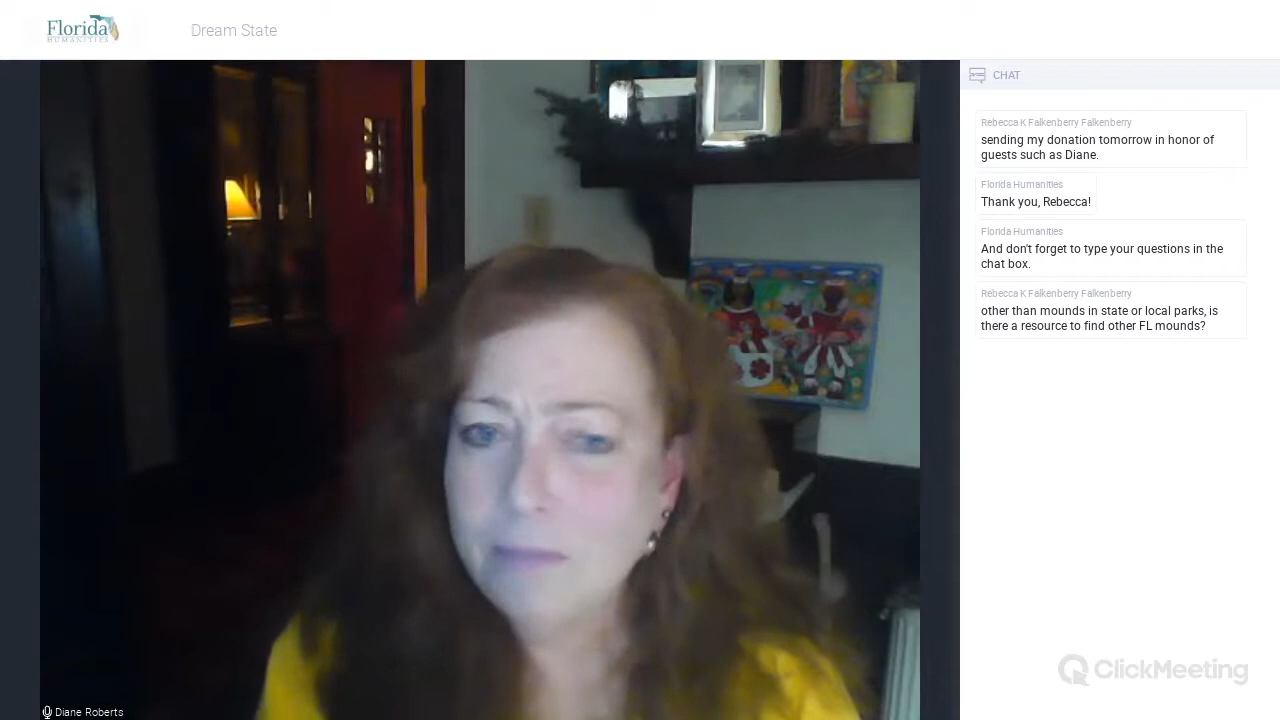 Florida
HUMANITIES
Dream State
CHAT
Rebecca K Falkenberry Falkenberry
sending my donation tomorrow in honor of
guests such as Diane.
Florida Humanities
Thank you, Rebecca!
Florida Humanities
And don't forget to type your questions in the
chat box.
Rebecca K Falkenberry Falkenberry
other than mounds in state or local parks, is
there a resource to find other FL mounds?
ClickMeeting
Diane Roberts